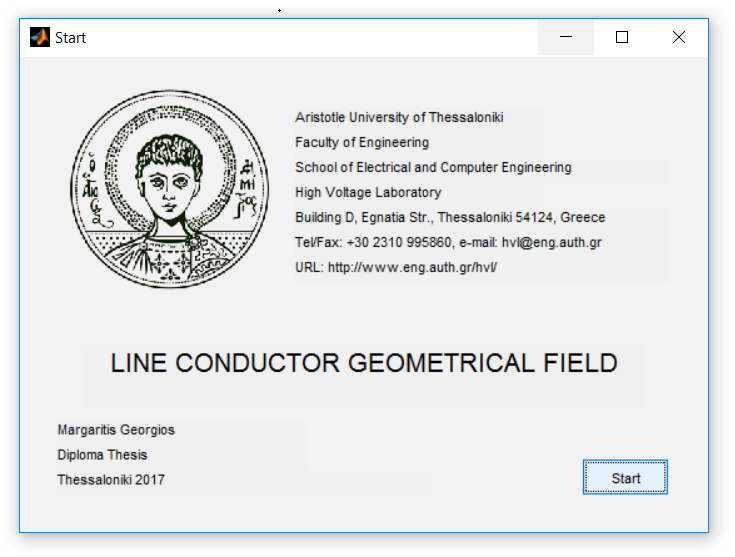 Start
Aristotle University of Thessaloniki
Faculty of Engineering
School of Electrical and Computer Engineering
High Voltage Laboratory
Building D, Egnatia Str., Thessaloniki 54124, Greece
Tel/Fax: +30 2310 995860, e-mail: hvl@eng.auth.gr
URL: http://www.eng.auth.gr/hvl/
LINE CONDUCTOR GEOMETRICAL FIELD
Margaritis Georgios
Diploma Thesis
Thessaloniki 2017
Start